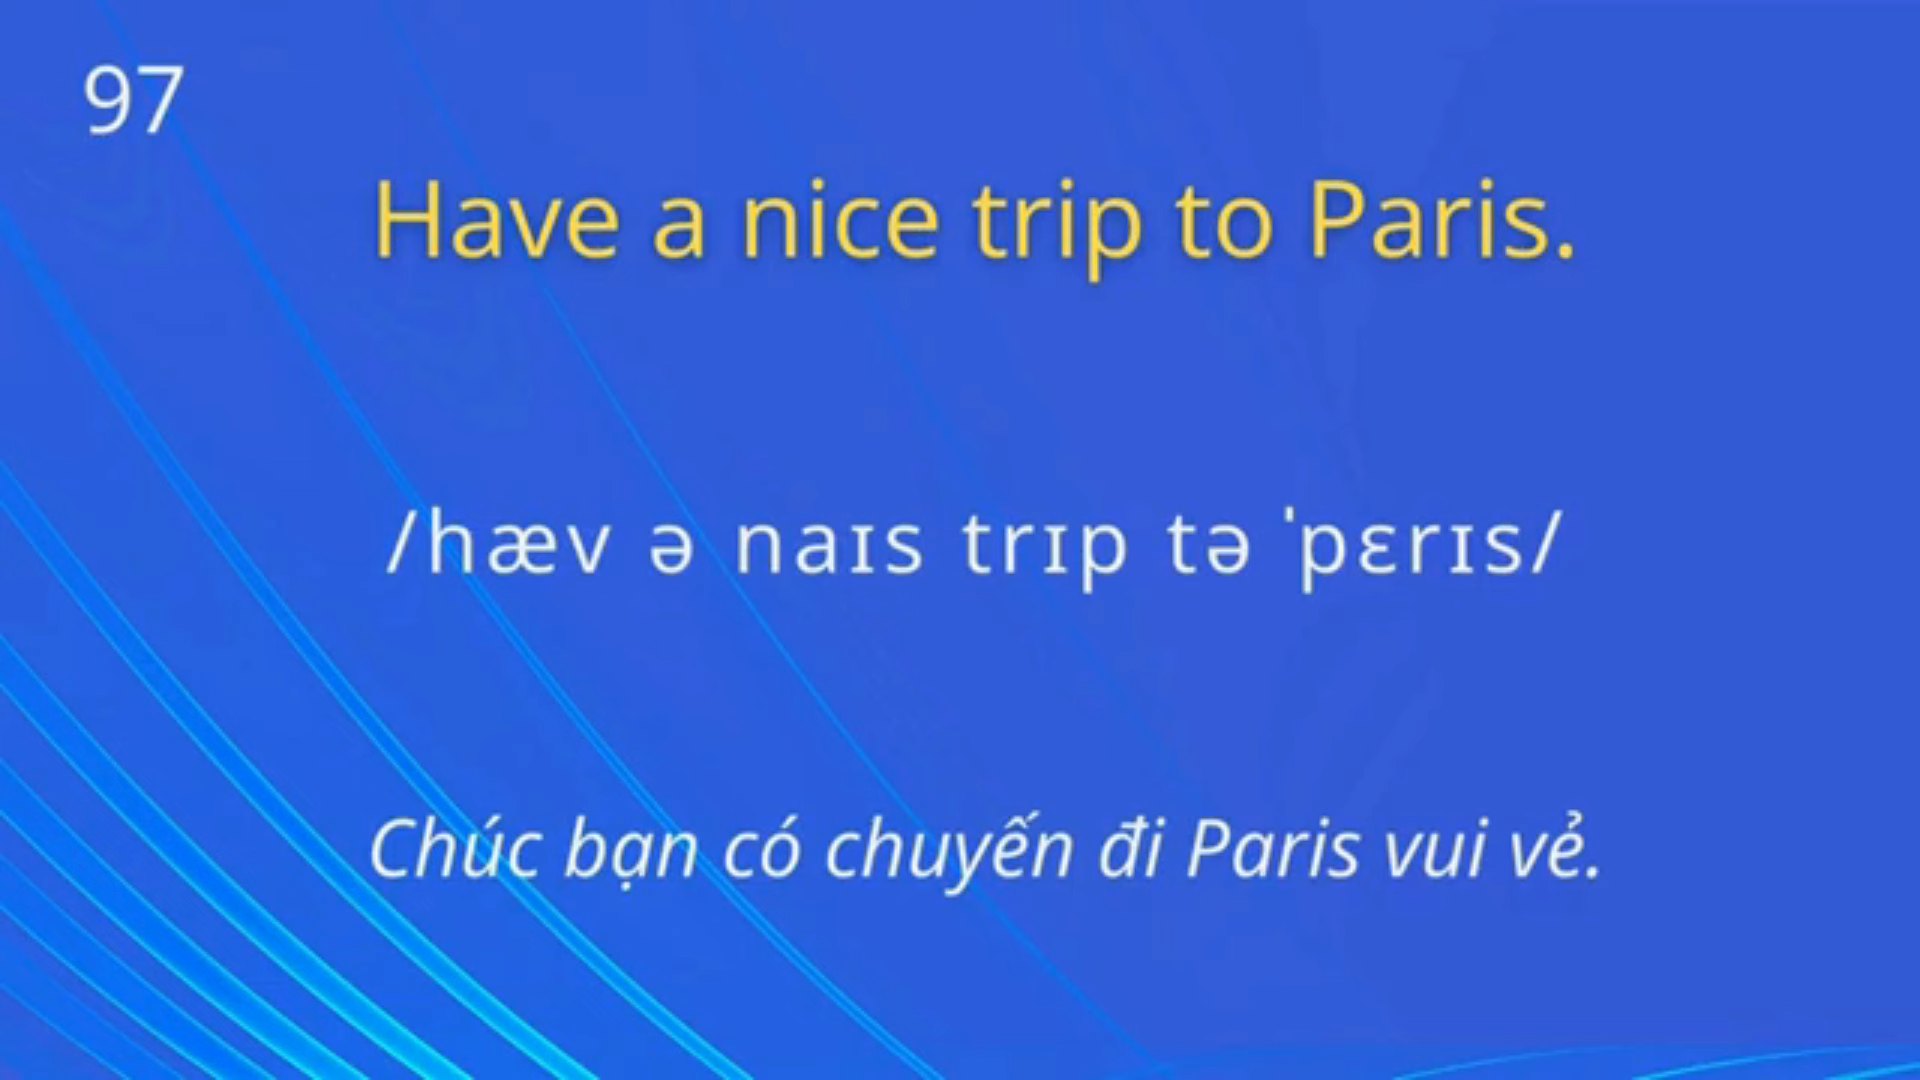 97
Have a nice trip to Paris.
/hæv ə naɪs trɪp tə ˈpɛrɪs/
Chúc bạn có chuyến đi Paris vui vẻ.